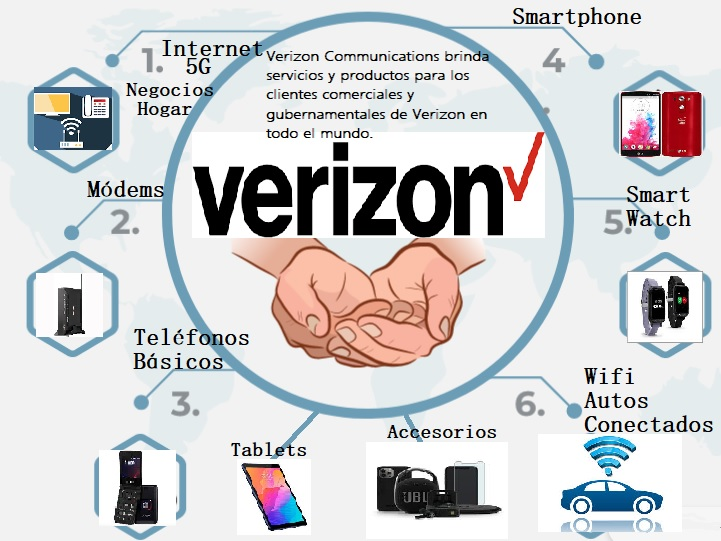 Smartphone
1. Internet
5G
Negocios
Hogar
Verizon Communications brinda
servicios y productos para los
clientes comerciales y
gubernamentales de Verizon en
todo el mundo.
4
verizon
Módems
2.
Smart
5. Watch
Teléfonos
Básicos
3.
Wifi
6. Autos
Conectados
Tablets
Accesorios
JBL